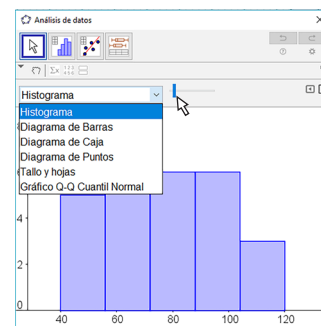 Análisis de datos
Σx
Histograma
Histograma
Diagrama de Barras
Diagrama de Caja
Diagrama de Puntos
Tallo y hojas
Gráfico Q-Q Cuantil Normal
4
2
0
40 60 80 100 120